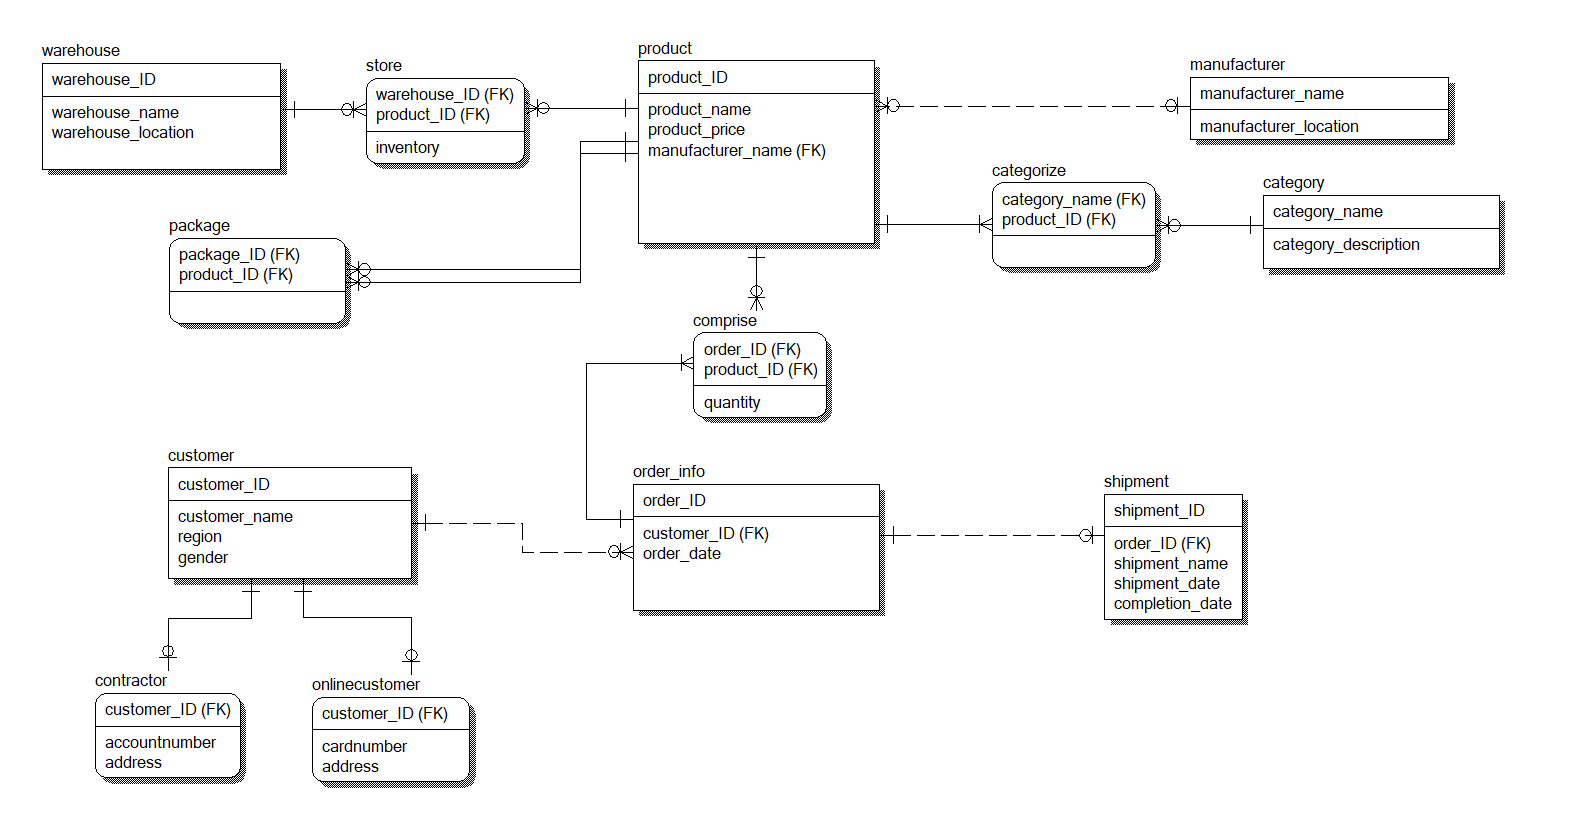 warehouse
warehouse_ID
warehouse_name
warehouse_location
store
warehouse_ID (FK)
product_ID (FK)
inventory
product
product_ID
product_name
product_price
manufacturer_name (FK)
manufacturer
manufacturer_name
manufacturer_location
categorize
category_name (FK)
product_ID (FK)
category
category_name
category_description
package
package_ID (FK)
product_ID (FK)
comprise
order_ID (FK)
product_ID (FK)
quantity
customer
customer_ID
customer_name
region
gender
order_info
order_ID
customer_ID (FK)
order_date
shipment
shipment_ID
order_ID (FK)
shipment_name
shipment_date
completion_date
contractor
customer_ID (FK)
accountnumber
address
onlinecustomer
customer_ID (FK)
cardnumber
address